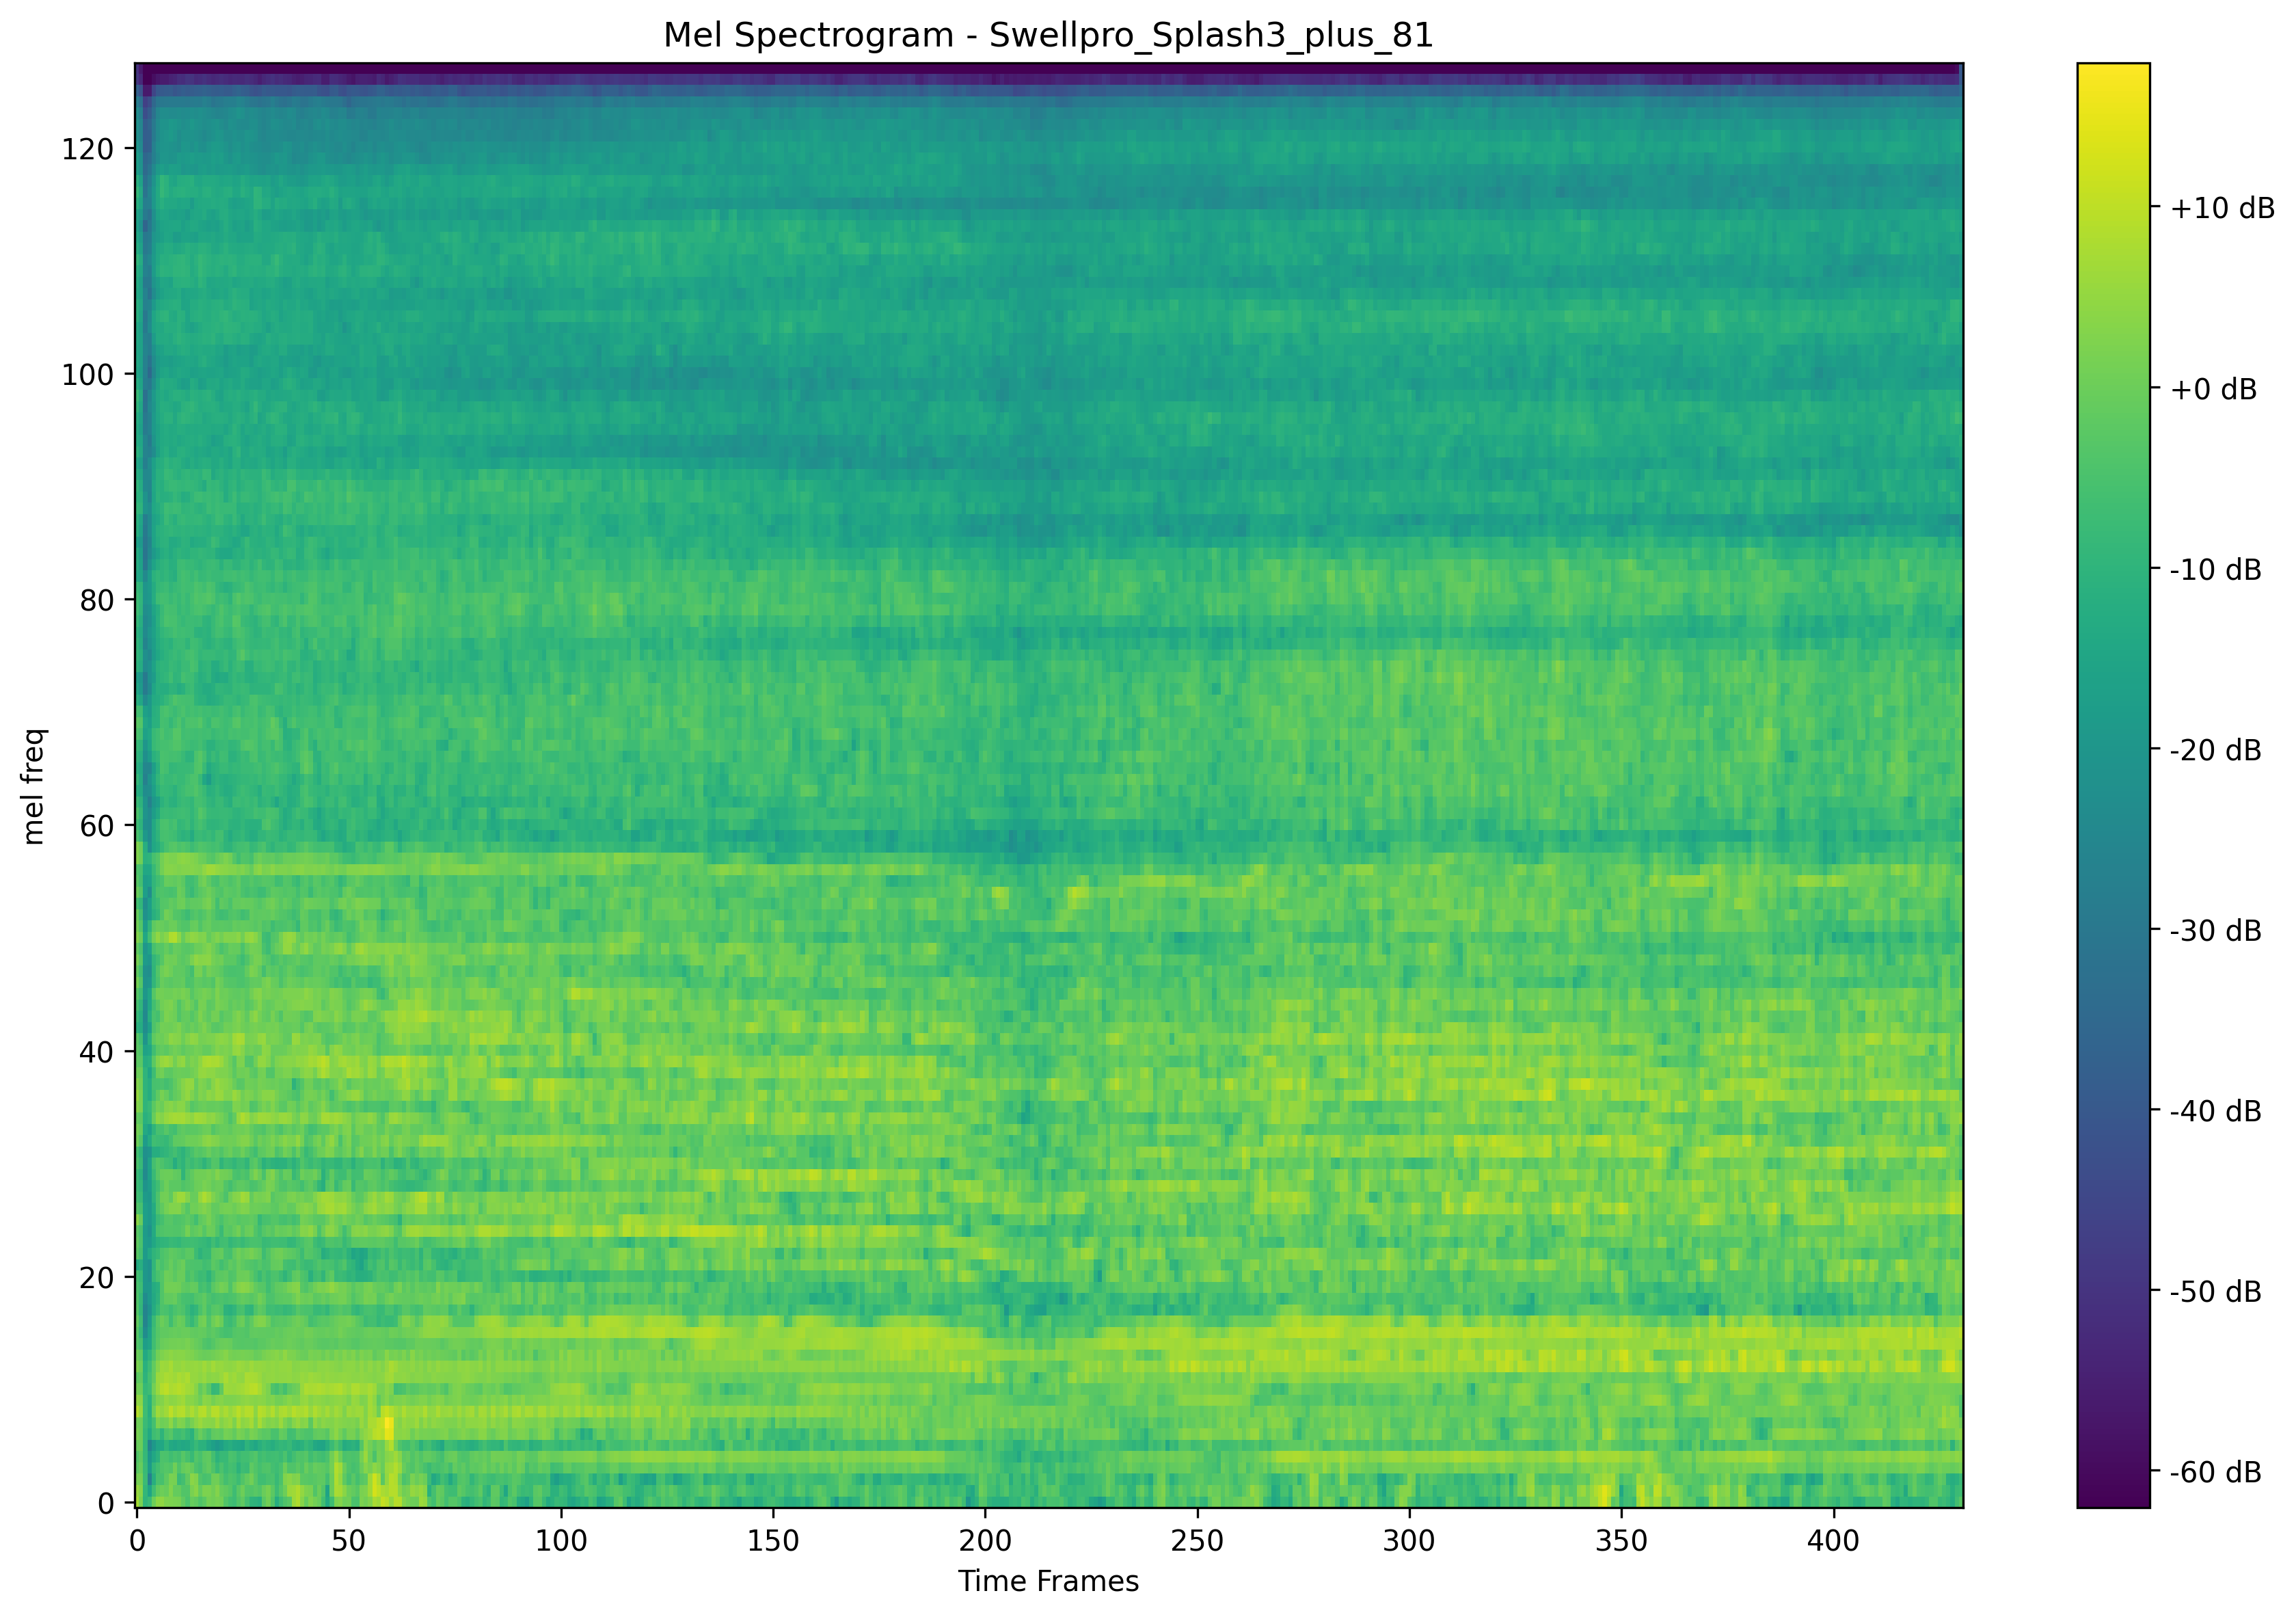 Mel Spectrogram - Swellpro_Splash3_plus_81
mel freq
120
100
80
60
40
20
0
0 50 100 150 200 250 300 350 400
Time Frames
+10 dB
+0 dB
-10 dB
-20 dB
-30 dB
-40 dB
-50 dB
-60 dB